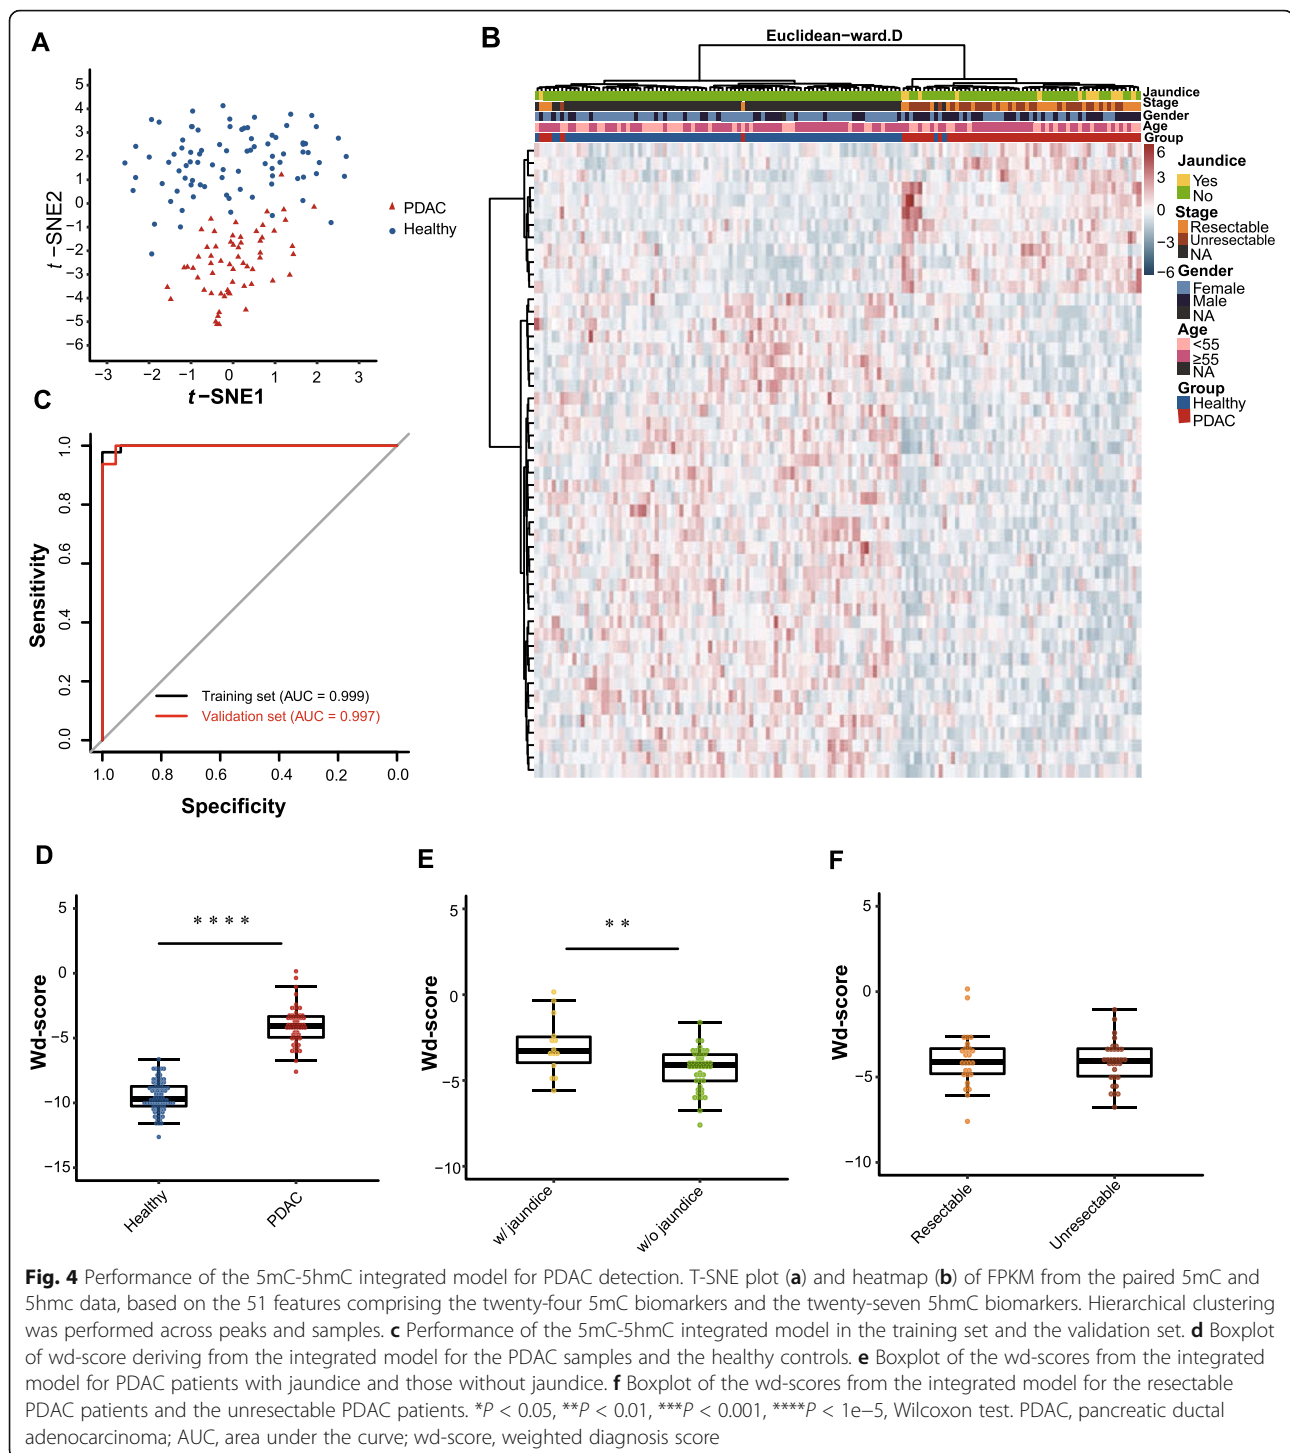 A
5
4
3
2
1
0
−1
−2
−3
−4
−5
−6
t−SNE2
−3
−2
−1
0
1
2
3
t−SNE1
PDAC
Healthy
B
Euclidean−ward.D
Jaundice
Stage
Gender
Age
Group
6
3
0
−3
−6
Jaundice
Yes
No
Stage
Resectable
Unresectable
NA
Gender
Female
Male
NA
Age
<55
≥55
NA
Group
Healthy
PDAC
C
1.0
0.8
0.6
0.4
0.2
0.0
Sensitivity
Training set (AUC = 0.999)
Validation set (AUC = 0.997)
1.0
0.8
0.6
0.4
0.2
0.0
Specificity
D
5
0
−5
−10
−15
Wd-score
****
Healthy
PDAC
E
5
0
−5
−10
Wd-score
**
w/ jaundice
w/o jaundice
F
5
0
−5
−10
Wd-score
Resectable
Unresectable
Fig. 4 Performance of the 5mC-5hmC integrated model for PDAC detection. T-SNE plot (a) and heatmap (b) of FPKM from the paired 5mC and
5hmc data, based on the 51 features comprising the twenty-four 5mC biomarkers and the twenty-seven 5hmC biomarkers. Hierarchical clustering
was performed across peaks and samples. c Performance of the 5mC-5hmC integrated model in the training set and the validation set. d Boxplot
of wd-score deriving from the integrated model for the PDAC samples and the healthy controls. e Boxplot of the wd-scores from the integrated
model for PDAC patients with jaundice and those without jaundice. f Boxplot of the wd-scores from the integrated model for the resectable
PDAC patients and the unresectable PDAC patients. *P < 0.05, **P < 0.01, ***P < 0.001, ****P < 1e−5, Wilcoxon test. PDAC, pancreatic ductal
adenocarcinoma; AUC, area under the curve; wd-score, weighted diagnosis score